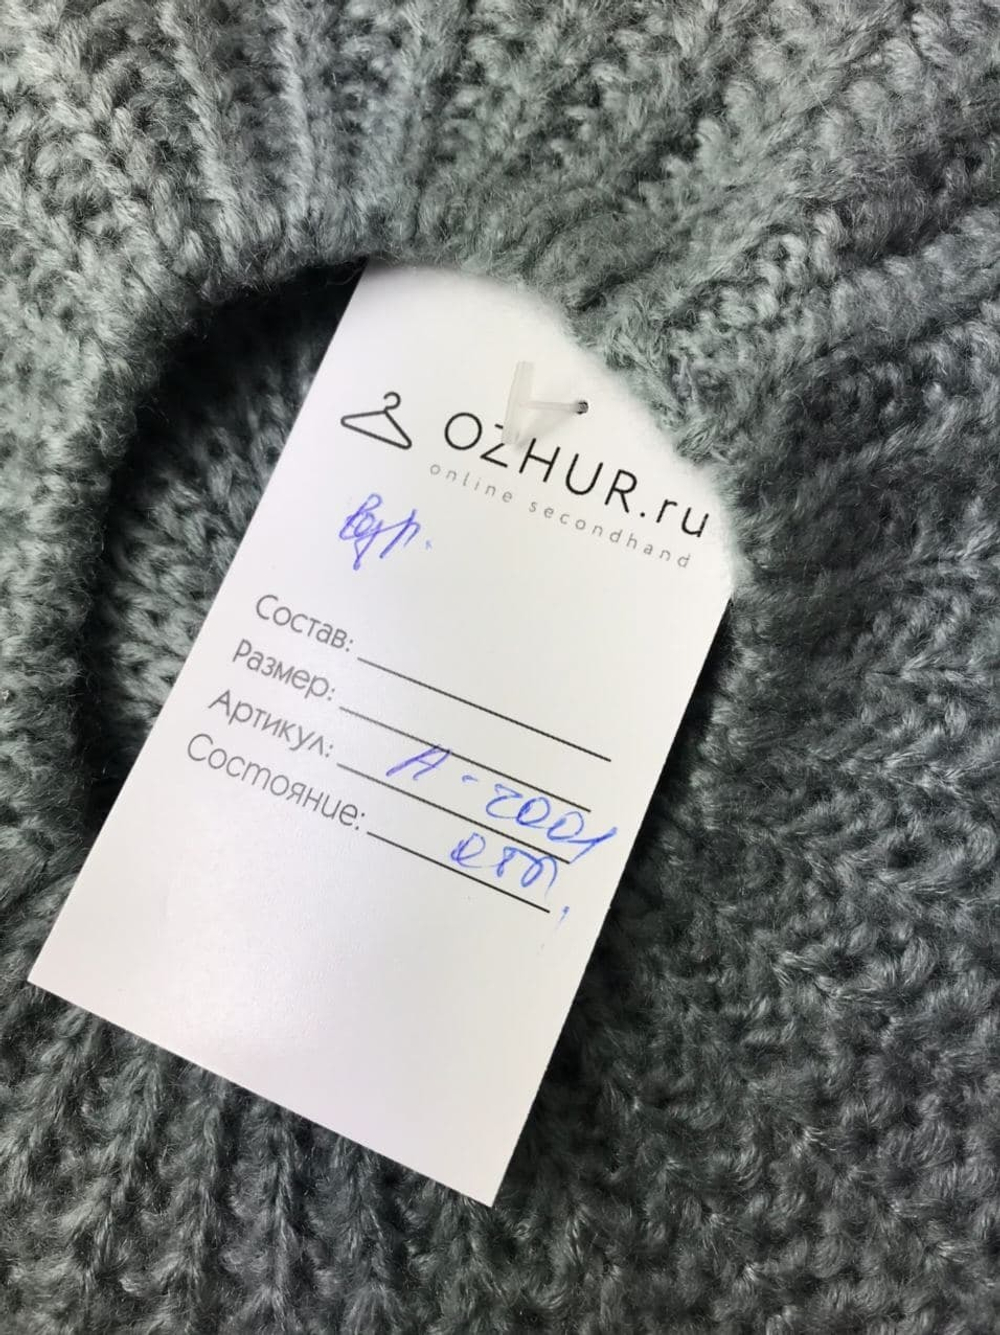 OZHUR.ru
online secondhand
Состав:
Размер:
Артикул: А-2001
Состояние: